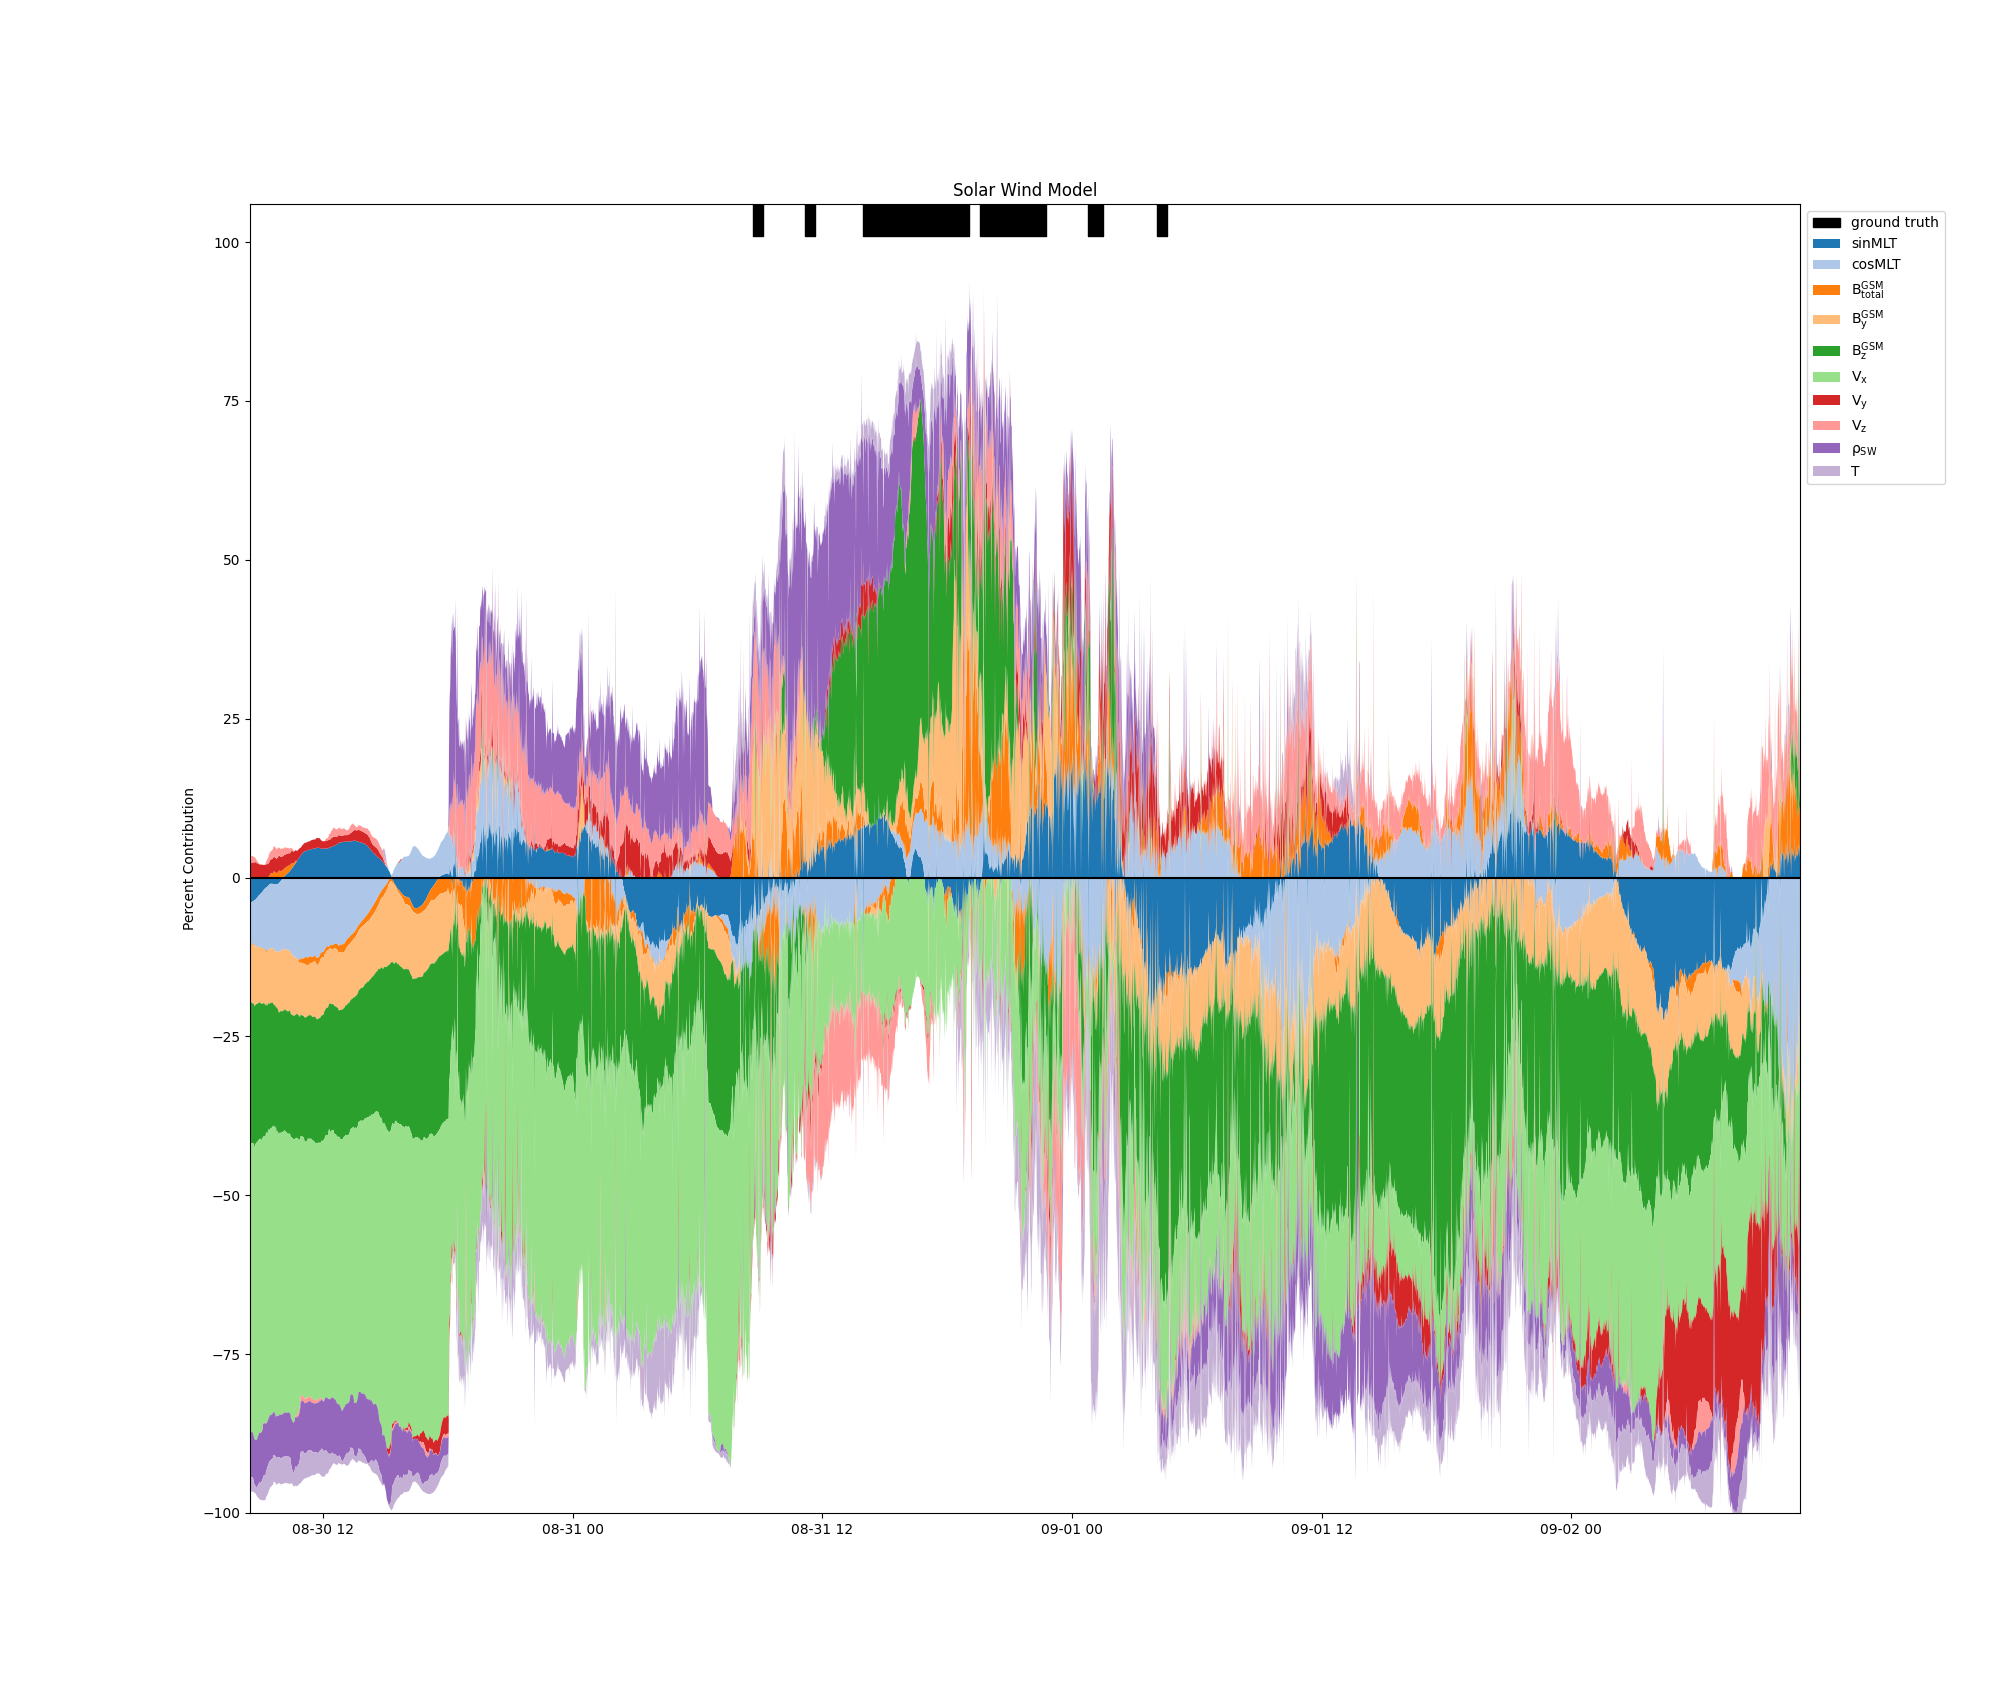 Solar Wind Model
100
75
50
25
0
−25
−50
−75
−100
Percent Contribution
08-30 12
08-31 00
08-31 12
09-01 00
09-01 12
09-02 00
ground truth
sinMLT
cosMLT
B_total^GSM
B_y^GSM
B_z^GSM
V_x
V_y
V_z
ρ_SW
T